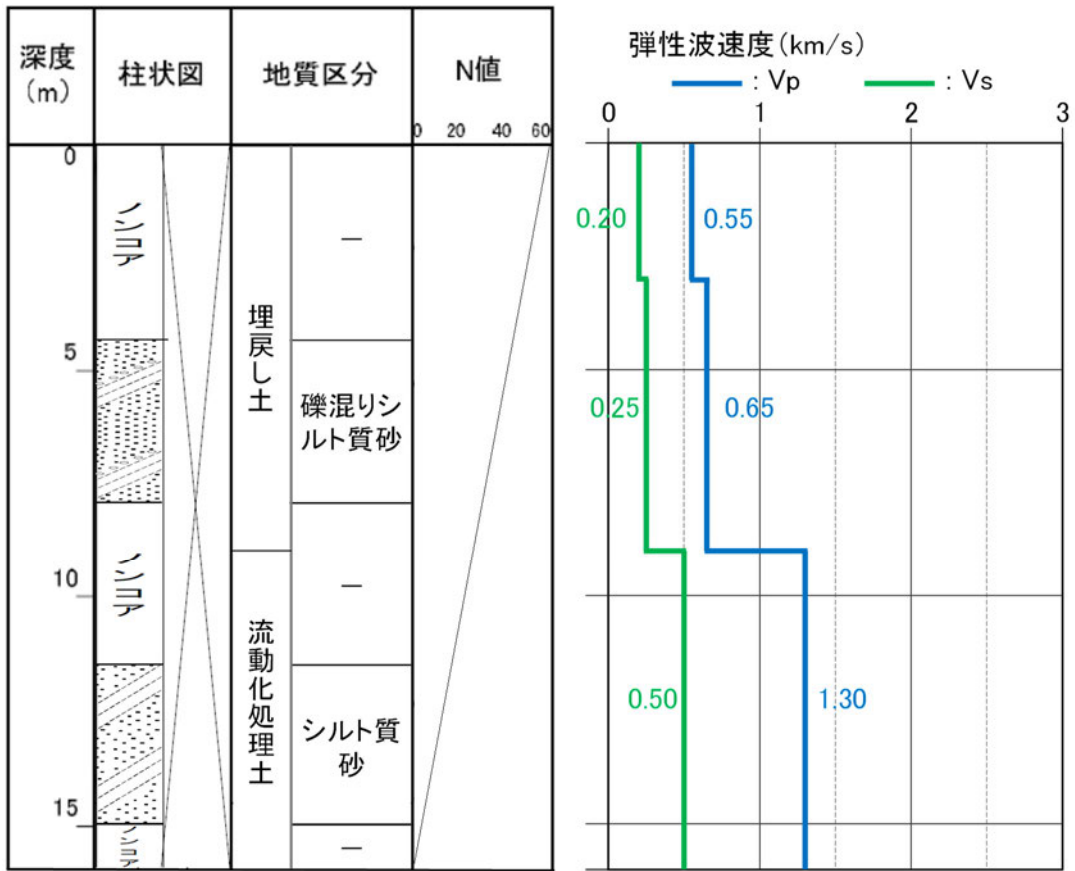 深度
(m)
柱状図
地質区分
N値
0 20 40 60
弾性波速度(km/s)
: Vp : Vs
0 1 2 3
0
5
10
15
ノンコア
ノンコア
ノンコア
埋戻し土
流動化処理土
—
礫混りシ
ルト質砂
—
シルト質
砂
—
0.20
0.55
0.25
0.65
0.50
1.30